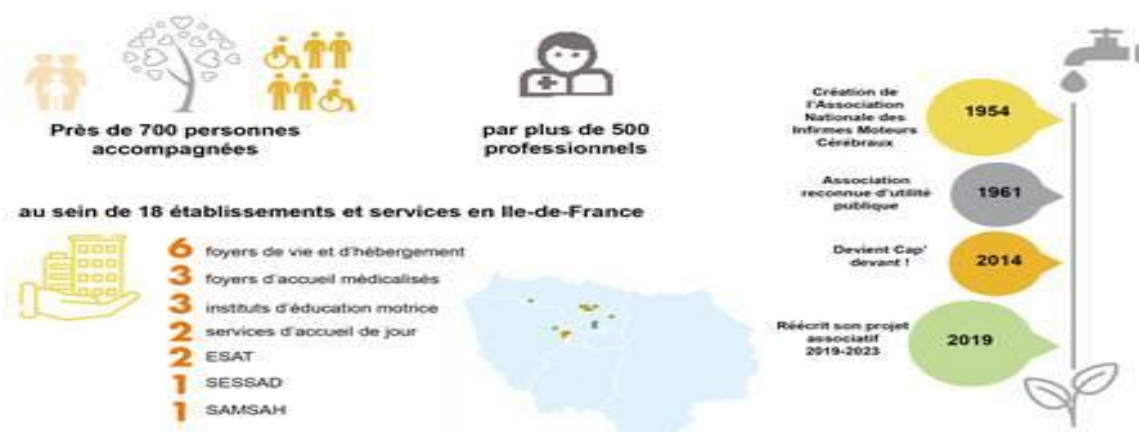 Près de 700 personnes
accompagnées
par plus de 500
professionnels
au sein de 18 établissements et services en Ile-de-France
6 foyers de vie et d'hébergement
3 foyers d'accueil médicalisés
3 instituts d'éducation motrice
2 services d'accueil de jour
2 ESAT
1 SESSAD
1 SAMSAH
Création de
l'Association
Nationale des
Infirmes Moteurs
Cérébraux
1954
Association
reconnue d'utilité
publique
1961
Devient Cap'
devant !
2014
Réécrit son projet
associatif
2019-2023
2019